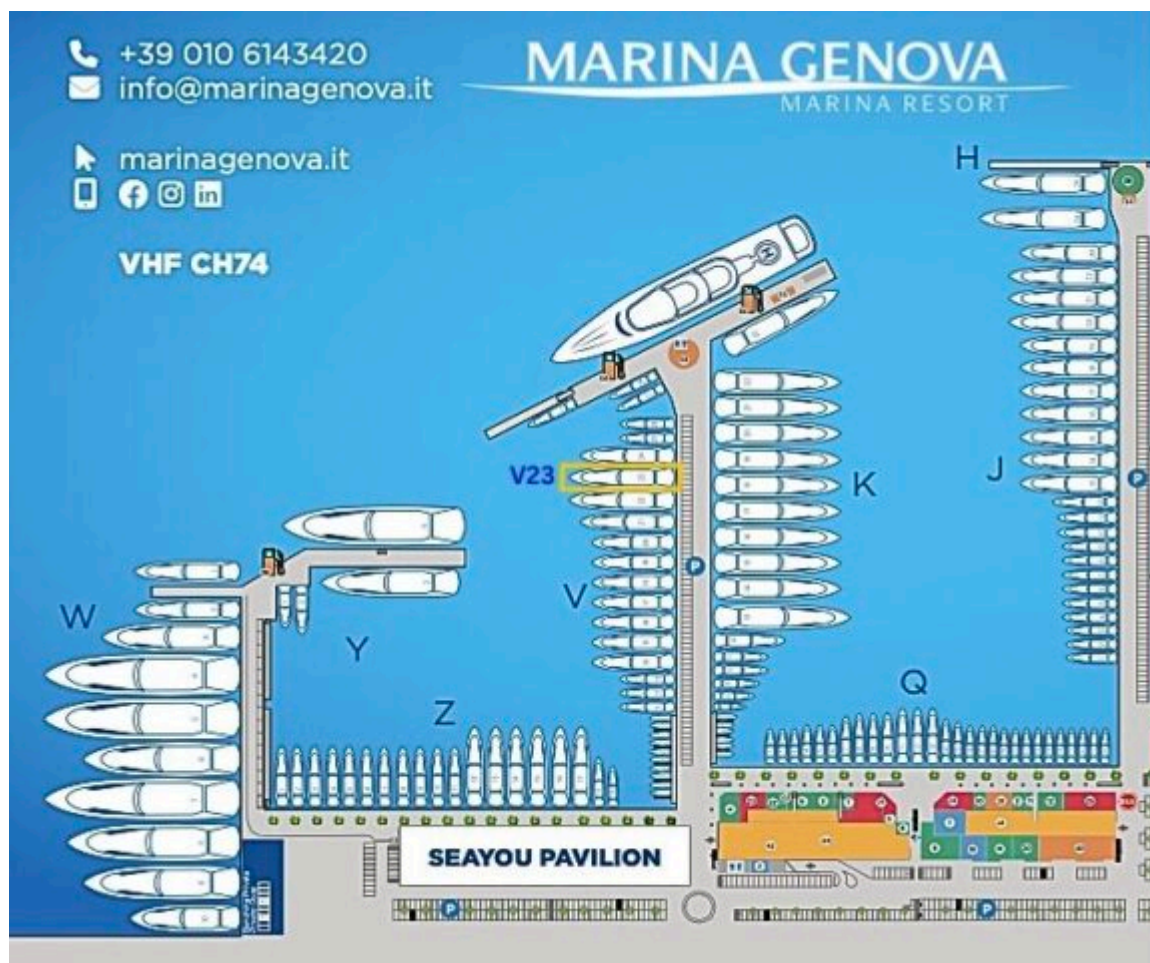 +39 010 6143420
info@marinagenova.it
marinagenova.it
VHF CH74
MARINA GENOVA
MARINA RESORT
H
V23
K
J
W
V
Y
Z
Q
P
P
SEAYOU PAVILION
P
P